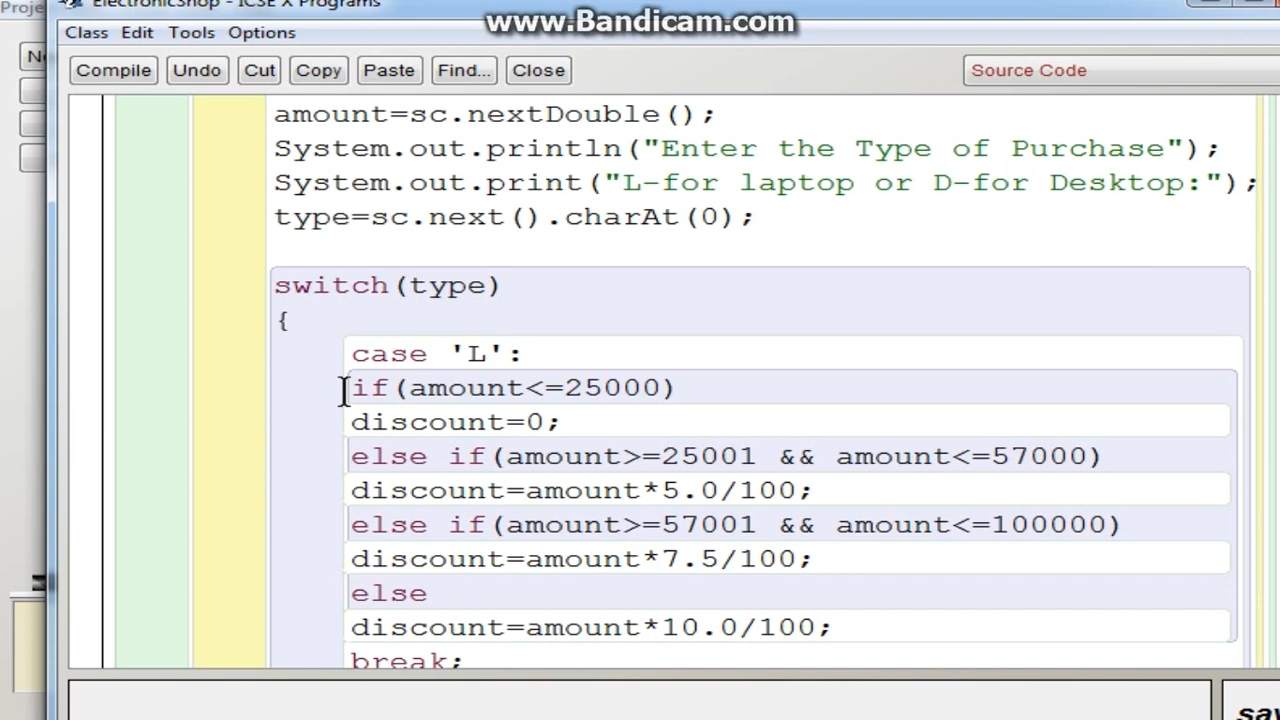 Proje
ElectronicShop - ICSE X Programs
www.Bandicam.com
Class Edit Tools Options
Compile Undo Cut Copy Paste Find... Close
Source Code
amount=sc.nextDouble();
System.out.println("Enter the Type of Purchase");
System.out.print("L-for laptop or D-for Desktop:");
type=sc.next().charAt(0);
switch(type)
{
case 'L':
if(amount<=25000)
discount=0;
else if(amount>=25001 && amount<=57000)
discount=amount*5.0/100;
else if(amount>=57001 && amount<=100000)
discount=amount*7.5/100;
else
discount=amount*10.0/100;
break;